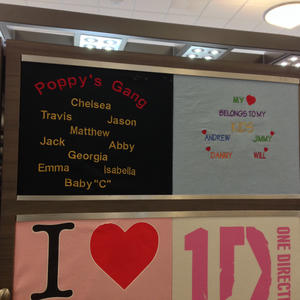 Poppy's Gang
Chelsea
Travis Jason
Matthew
Jack Abby
Georgia
Emma Isabella
Baby "C"
MY
BELONGS TO MY
ANDREW JIMMY
DANNY WILL
I
1D
ONE DIRECT